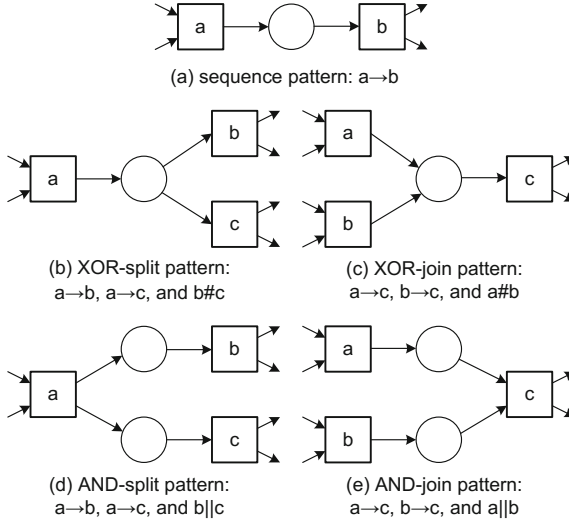 a
b
(a) sequence pattern: a→b
b
a
a
c
c
b
(b) XOR-split pattern:
a→b, a→c, and b#c
(c) XOR-join pattern:
a→c, b→c, and a#b
b
a
a
c
c
b
(d) AND-split pattern:
a→b, a→c, and b||c
(e) AND-join pattern:
a→c, b→c, and a||b